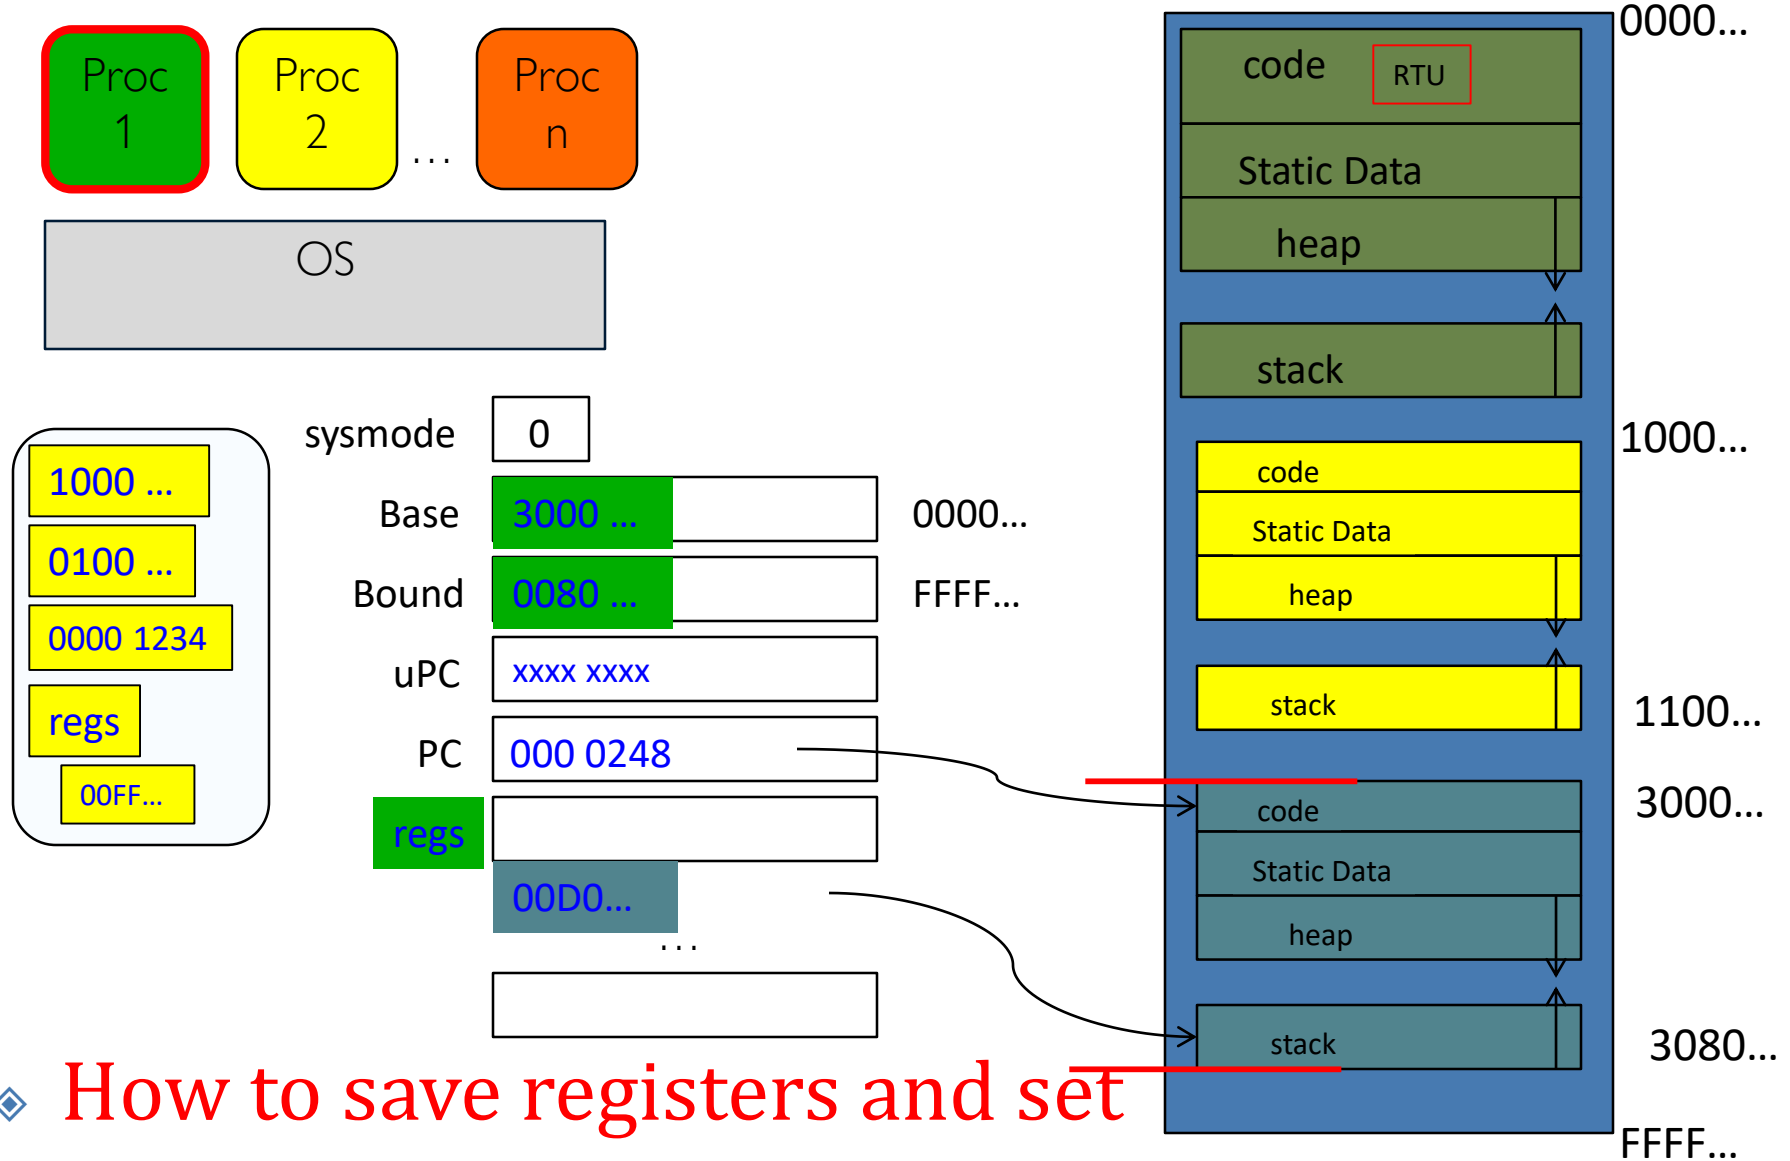 Proc
1
Proc
2
...
Proc
n
OS
sysmode
0
Base
3000 ...
0000...
Bound
0080 ...
FFFF...
uPC
xxxx xxxx
PC
000 0248
regs
00D0...
...
1000 ...
0100 ...
0000 1234
regs
00FF...
code
RTU
Static Data
heap
stack
code
Static Data
heap
stack
code
Static Data
heap
stack
0000...
1000...
1100...
3000...
3080...
FFFF...
How to save registers and set